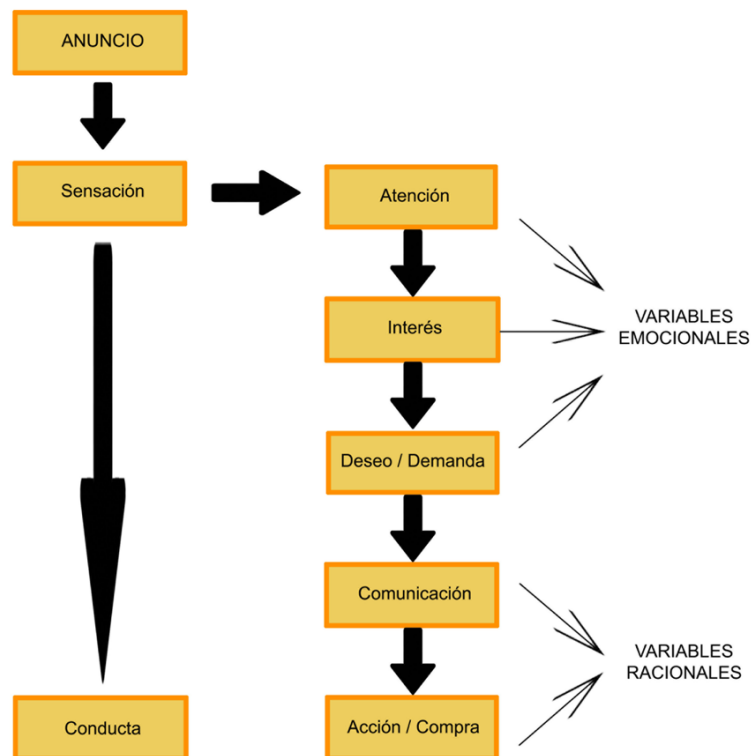 ANUNCIO
Sensación
Atención
Interés
VARIABLES
EMOCIONALES
Deseo / Demanda
Comunicación
VARIABLES
RACIONALES
Conducta
Acción / Compra